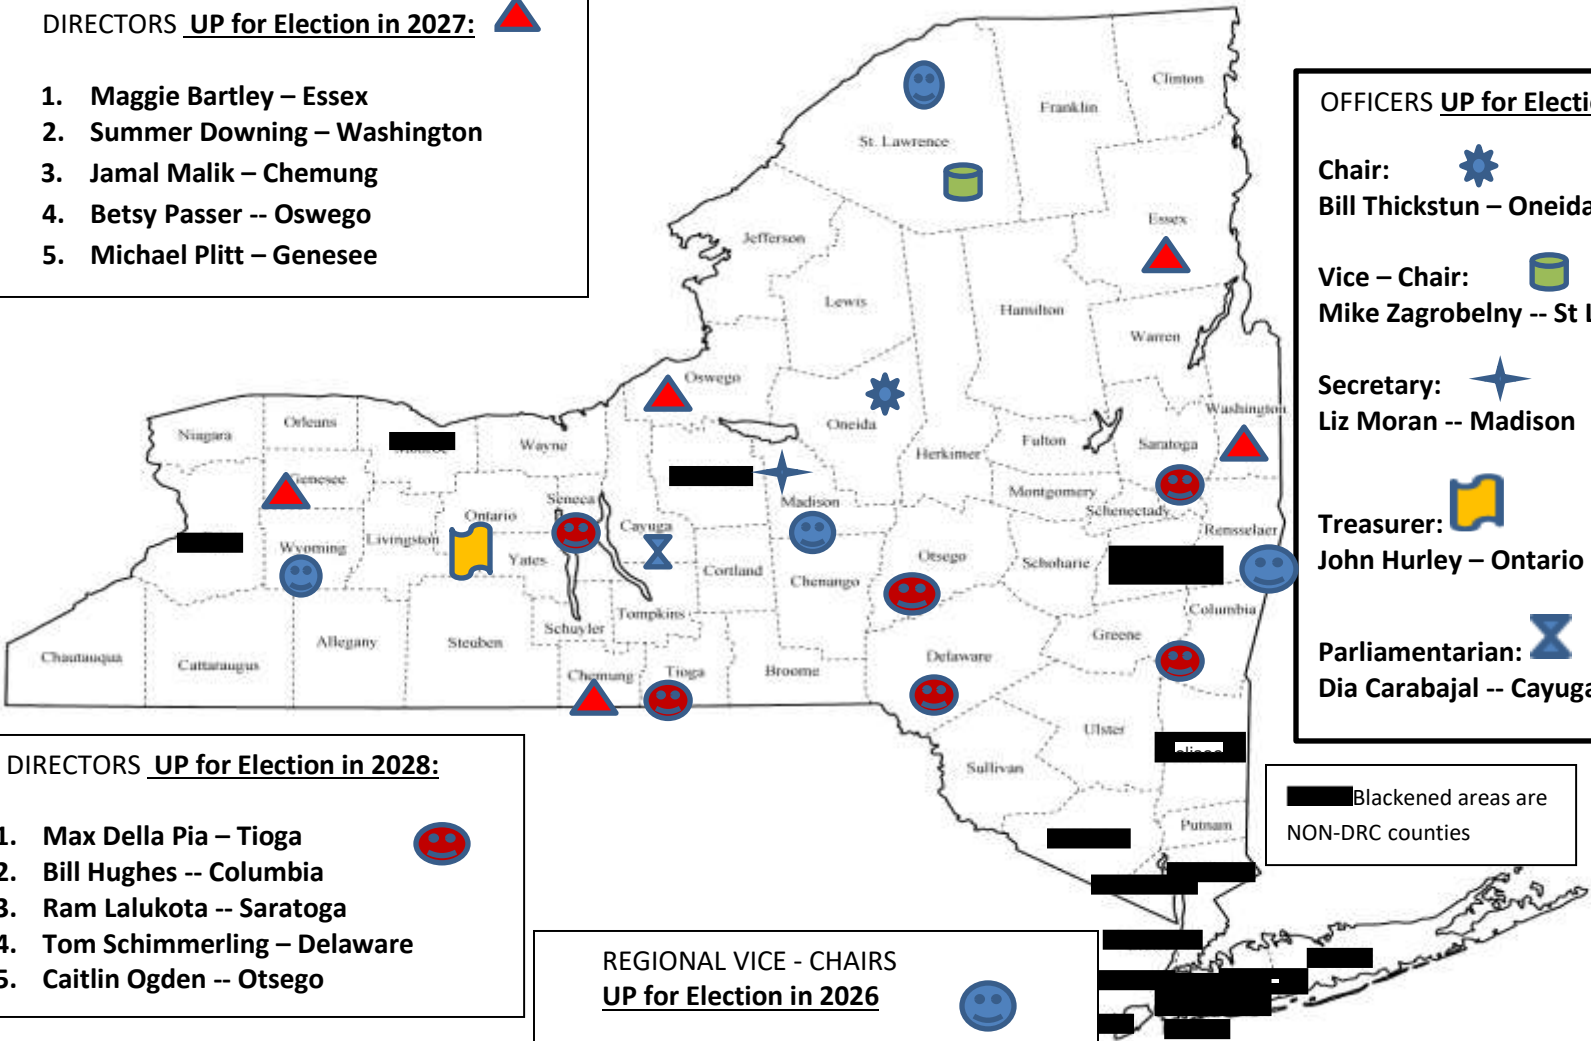 DIRECTORS UP for Election in 2027:
1. Maggie Bartley – Essex
2. Summer Downing – Washington
3. Jamal Malik – Chemung
4. Betsy Passer -- Oswego
5. Michael Plitt – Genesee
OFFICERS UP for Electi
Chair:
Bill Thickstun – Oneida
Vice – Chair:
Mike Zagrobelny -- St L
Secretary:
Liz Moran -- Madison
Treasurer:
John Hurley – Ontario
Parliamentarian:
Dia Carabajal -- Cayuga
Clinton
Franklin
St. Lawrence
Essex
Jefferson
Lewis
Hamilton
Warren
Oswego
Washington
Oneida
Orleans
Niagara
Wayne
Fulton
Saratoga
Herkimer
Genesee
Montgomery
Seneca
Madison
Schenectady
Ontario
Cayuga
Rensselaer
Livingston
Wyoming
Yates
Otsego
Schoharie
Cortland
Chenango
Columbia
Tompkins
Schuyler
Greene
Allegany
Steuben
Chautauqua
Cattaraugus
Delaware
Chemung
Tioga
Broome
Ulster
Sullivan
Putnam
Blackened areas are
NON-DRC counties
DIRECTORS UP for Election in 2028:
1. Max Della Pia – Tioga
2. Bill Hughes -- Columbia
3. Ram Lalukota -- Saratoga
4. Tom Schimmerling – Delaware
5. Caitlin Ogden -- Otsego
REGIONAL VICE - CHAIRS
UP for Election in 2026